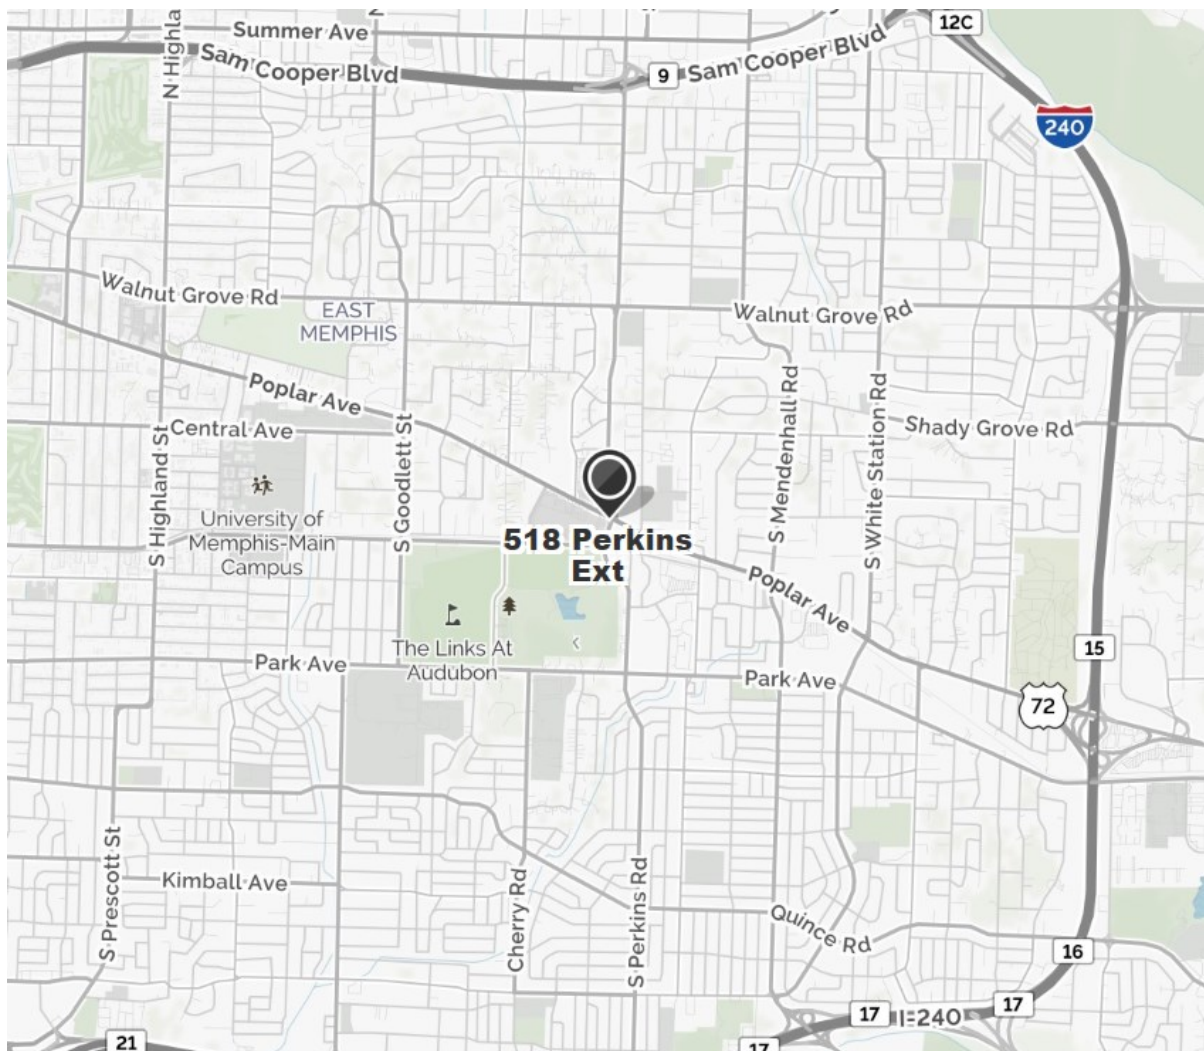 12C
Summer Ave
Sam Cooper Blvd
9
Sam Cooper Blvd
N Highla
240
Walnut Grove Rd
EAST
MEMPHIS
Walnut Grove Rd
Poplar Ave
Central Ave
S Highland St
S Goodlett St
S Mendenhall Rd
S White Station Rd
Shady Grove Rd
University of
Memphis-Main
Campus
518 Perkins
Ext
Poplar Ave
The Links At
Audubon
Park Ave
Park Ave
15
72
S Prescott St
Kimball Ave
Cherry Rd
S Perkins Rd
Quince Rd
16
17
I-240
17
21
17